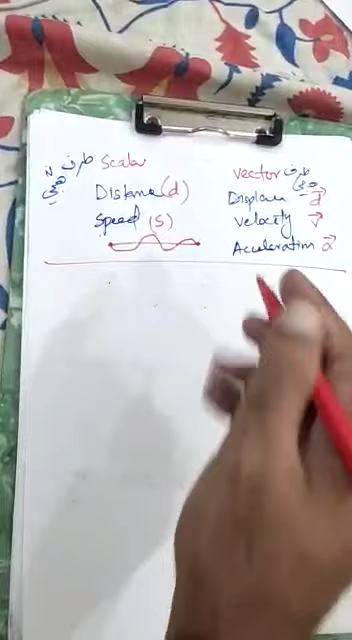 Scalar vector
Distance (d) Displace d⃗
Speed (S) velocity v⃗
Acceleration a⃗